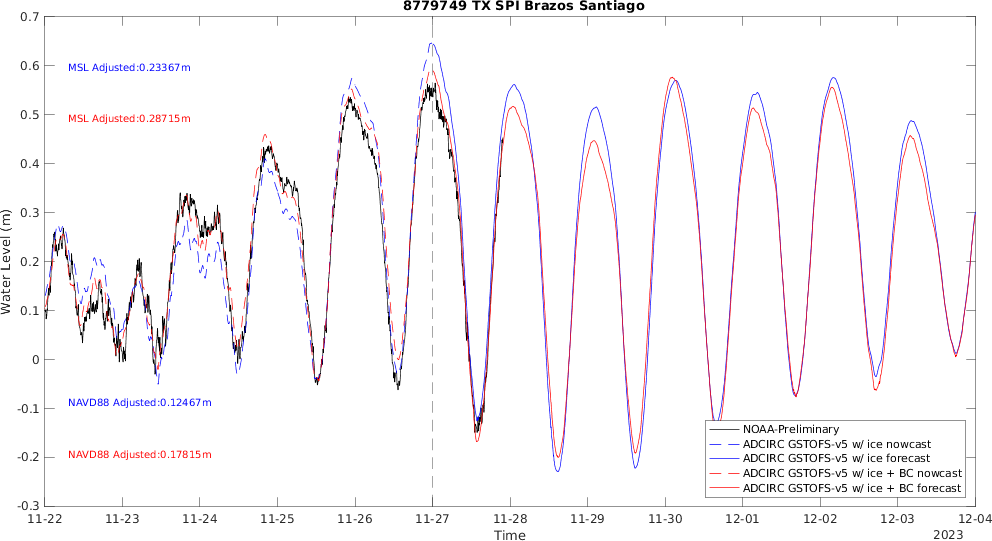 8779749 TX SPI Brazos Santiago
0.7
0.6
0.5
0.4
0.3
0.2
0.1
0
-0.1
-0.2
-0.3
Water Level (m)
MSL Adjusted:0.23367m
MSL Adjusted:0.28715m
NAVD88 Adjusted:0.12467m
NAVD88 Adjusted:0.17815m
NOAA-Preliminary
ADCIRC GSTOFS-v5 w/ ice nowcast
ADCIRC GSTOFS-v5 w/ ice forecast
ADCIRC GSTOFS-v5 w/ ice + BC nowcast
ADCIRC GSTOFS-v5 w/ ice + BC forecast
11-22 11-23 11-24 11-25 11-26 11-27 11-28 11-29 11-30 12-01 12-02 12-03 12-04
Time
2023